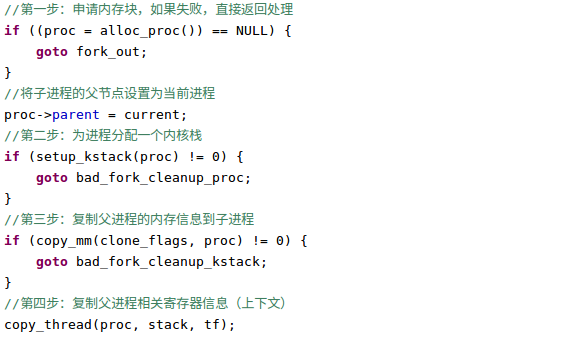 //第一步：申请内存块，如果失败，直接返回处理
if ((proc = alloc_proc()) == NULL) {
    goto fork_out;
}
//将子进程的父节点设置为当前进程
proc->parent = current;
//第二步：为进程分配一个内核栈
if (setup_kstack(proc) != 0) {
    goto bad_fork_cleanup_proc;
}
//第三步：复制父进程的内存信息到子进程
if (copy_mm(clone_flags, proc) != 0) {
    goto bad_fork_cleanup_kstack;
}
//第四步：复制父进程相关寄存器信息（上下文）
copy_thread(proc, stack, tf);